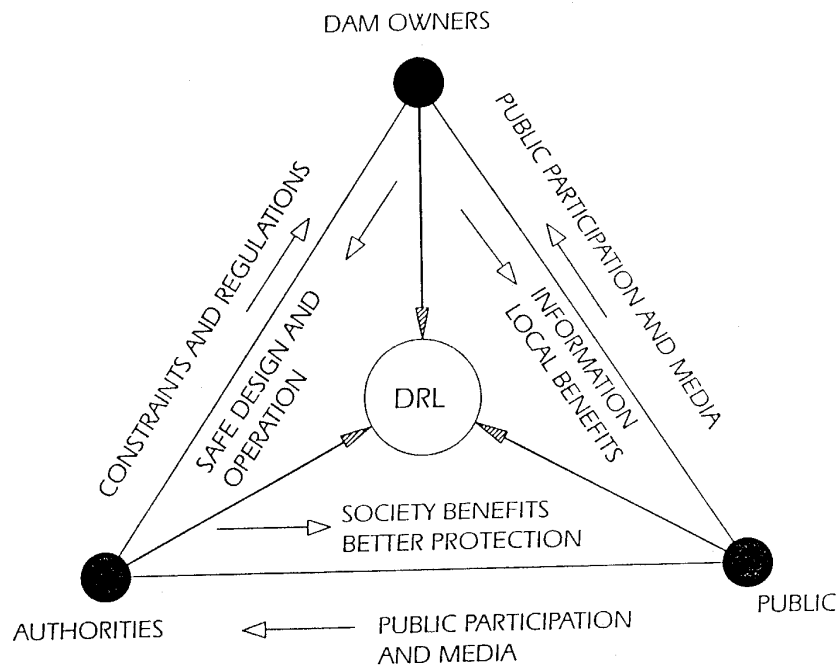 DAM OWNERS
CONSTRAINTS AND REGULATIONS
SAFE DESIGN AND
OPERATION
PUBLIC PARTICIPATION AND MEDIA
INFORMATION
LOCAL BENEFITS
DRL
SOCIETY BENEFITS
BETTER PROTECTION
AUTHORITIES
PUBLIC
PUBLIC PARTICIPATION
AND MEDIA